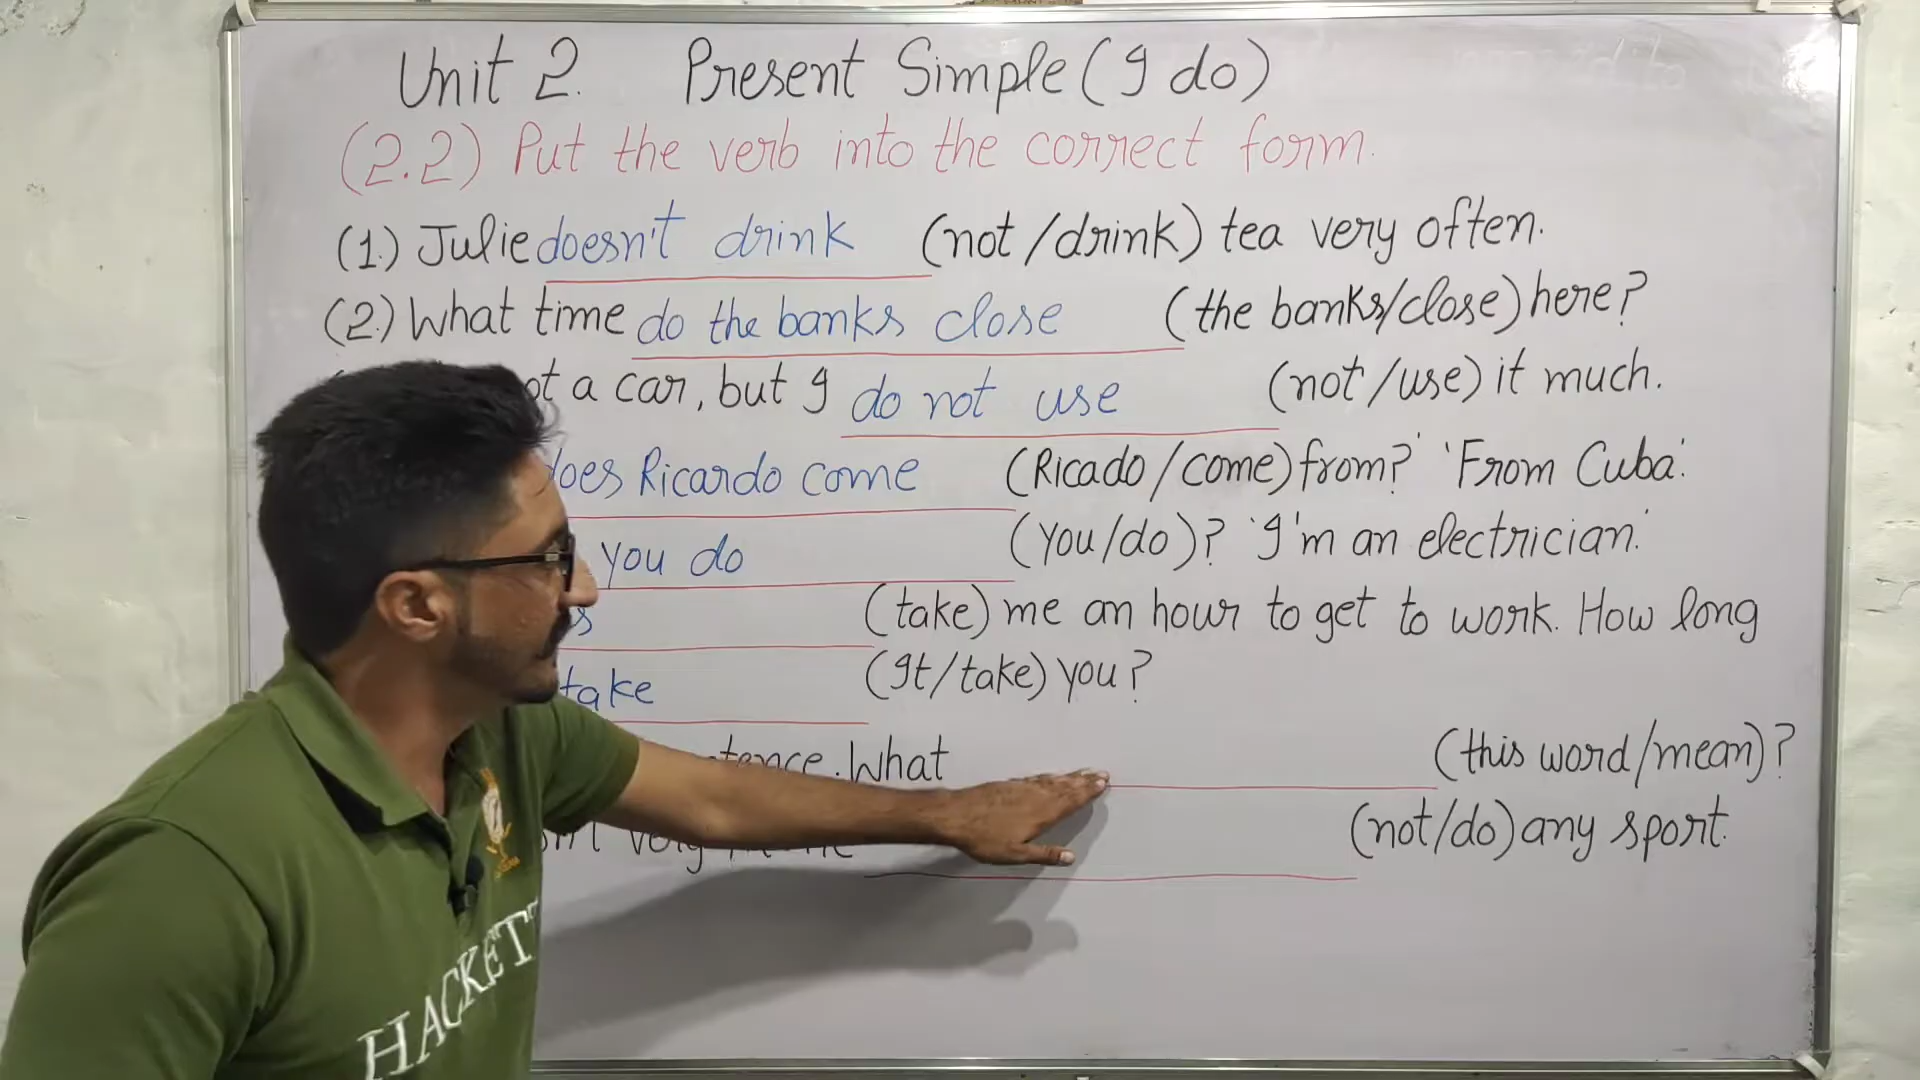 Unit 2. Present Simple (I do)
(2.2) Put the verb into the correct form.
(1.) Julie doesn't drink (not/drink) tea very often.
(2.) What time do the banks close (the banks/close) here?
a car, but I do not use (not/use) it much.
does Ricardo come (Ricado/come) from?' 'From Cuba.'
you do (you/do)? 'I'm an electrician.'
(take) me an hour to get to work. How long
take (It/take) you?
What (this word/mean)?
(not/do) any sport.
HACKETT